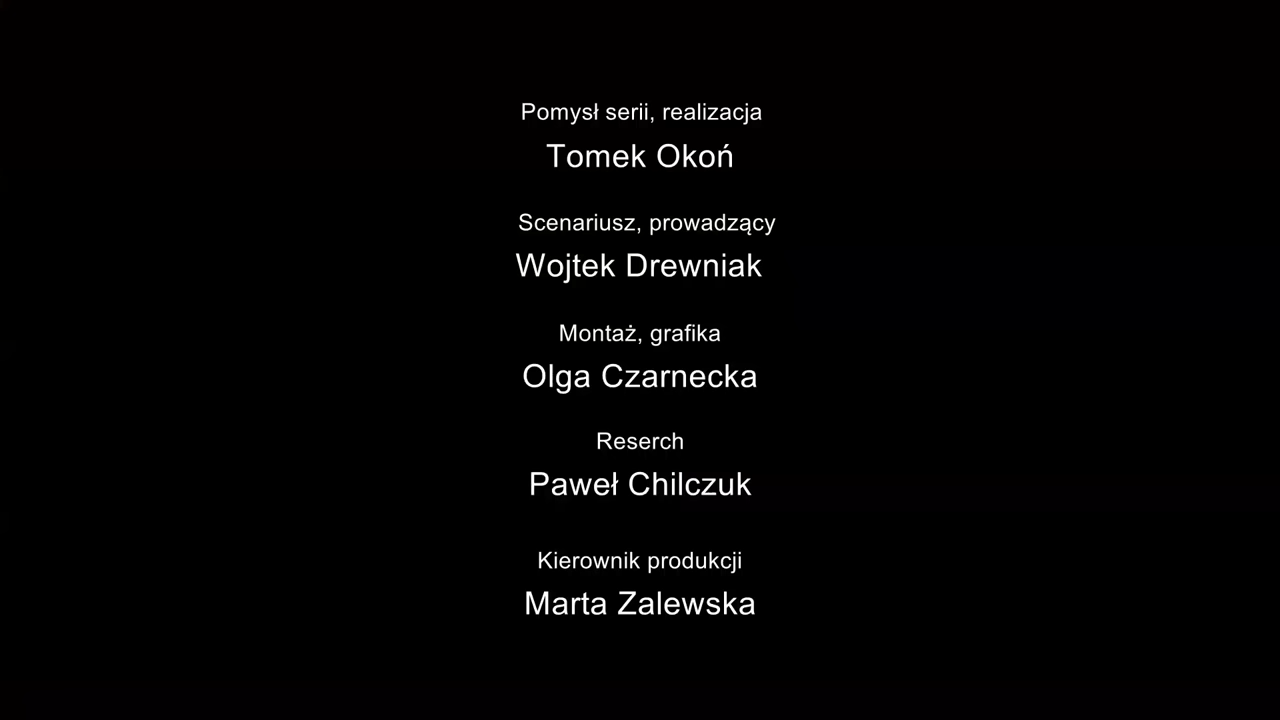 Pomysł serii, realizacja
Tomek Okoń
Scenariusz, prowadzący
Wojtek Drewniak
Montaż, grafika
Olga Czarnecka
Reserch
Paweł Chilczuk
Kierownik produkcji
Marta Zalewska